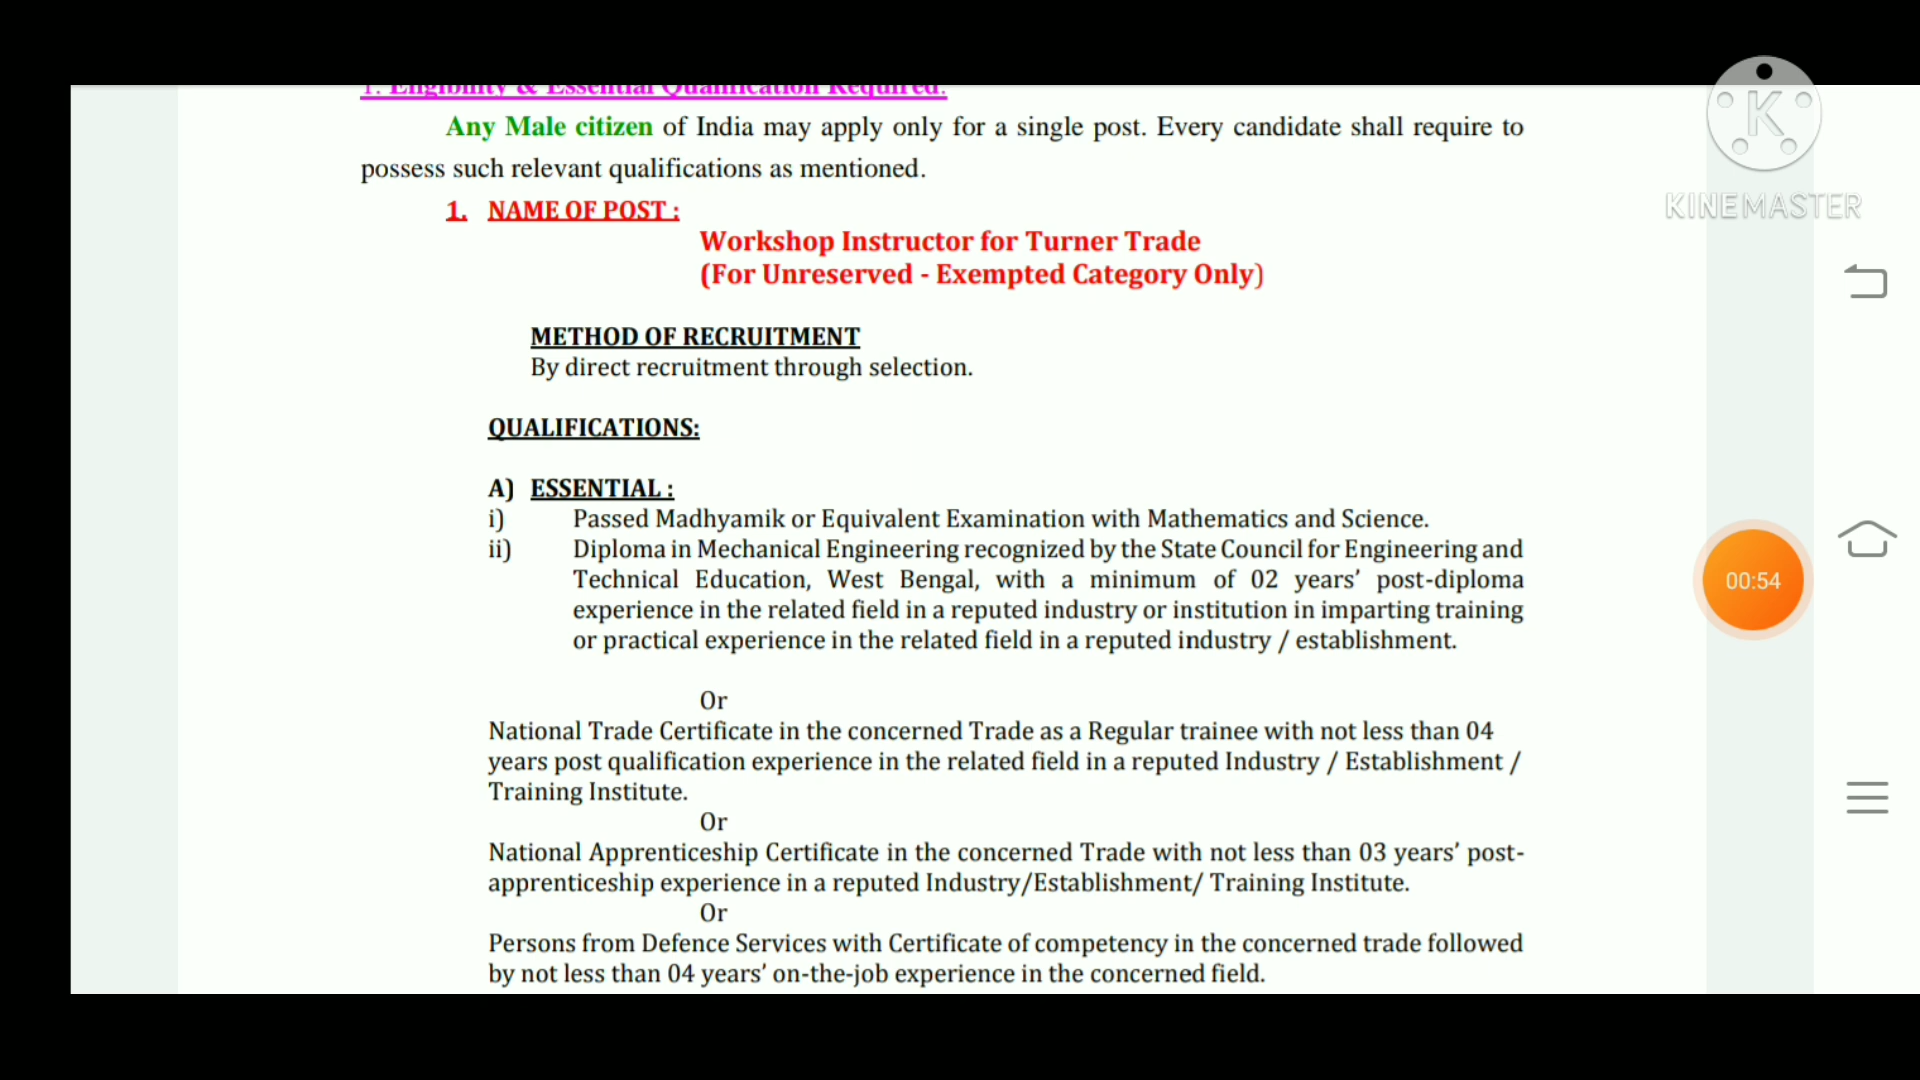 1. Eligibility & Essential Qualification Required:
Any Male citizen of India may apply only for a single post. Every candidate shall require to
possess such relevant qualifications as mentioned.
1. NAME OF POST :
Workshop Instructor for Turner Trade
(For Unreserved - Exempted Category Only)
METHOD OF RECRUITMENT
By direct recruitment through selection.
QUALIFICATIONS:
A) ESSENTIAL :
i) Passed Madhyamik or Equivalent Examination with Mathematics and Science.
ii) Diploma in Mechanical Engineering recognized by the State Council for Engineering and
Technical Education, West Bengal, with a minimum of 02 years’ post-diploma
experience in the related field in a reputed industry or institution in imparting training
or practical experience in the related field in a reputed industry / establishment.
Or
National Trade Certificate in the concerned Trade as a Regular trainee with not less than 04
years post qualification experience in the related field in a reputed Industry / Establishment /
Training Institute.
Or
National Apprenticeship Certificate in the concerned Trade with not less than 03 years’ post-
apprenticeship experience in a reputed Industry/Establishment/ Training Institute.
Or
Persons from Defence Services with Certificate of competency in the concerned trade followed
by not less than 04 years’ on-the-job experience in the concerned field.
K
KINEMASTER
00:54